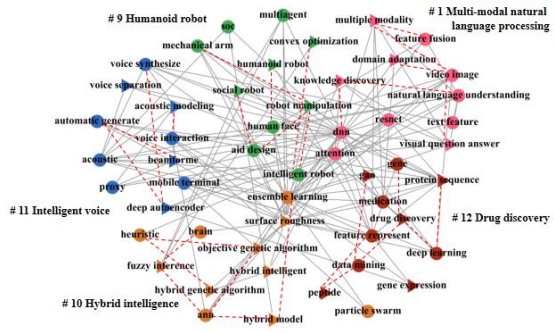 # 9 Humanoid robot
soc
multiagent
# 1 Multi-modal natural
language processing
multiple modality
mechanical arm
convex optimization
feature fusion
voice synthesize
humanoid robot
domain adaptation
video image
voice separation
social robot
knowledge discovery
natural language understanding
acoustic modeling
robot manipulation
automatic generate
human face
dnn
resnet
text feature
voice interaction
aid design
attention
visual question answer
acoustic
beamforme
gene
proxy
mobile terminal
intelligent robot
gan
protein sequence
ensemble learning
medication
# 11 Intelligent voice
deep autoencoder
surface roughness
drug discovery
# 12 Drug discovery
heuristic
brain
feature represent
objective genetic algorithm
deep learning
fuzzy inference
hybrid intelligent
data mining
hybrid genetic algorithm
peptide
gene expression
# 10 Hybrid intelligence
ann
hybrid model
particle swarm